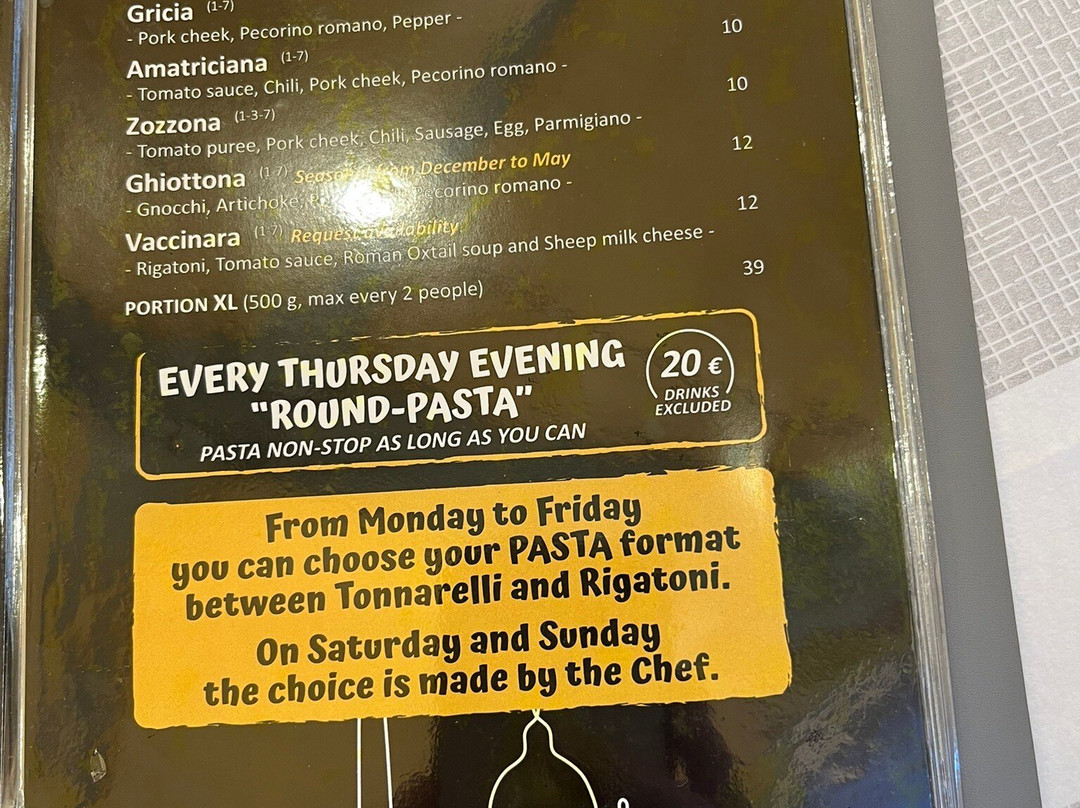 Gricia (1-7)
- Pork cheek, Pecorino romano, Pepper -
Amatriciana (1-7) 10
- Tomato sauce, Chili, Pork cheek, Pecorino romano -
Zozzona (1-3-7) 10
- Tomato puree, Pork cheek, Chili, Sausage, Egg, Parmigiano -
Ghiottona (1-7) December to May 12
- Gnocchi, Artichoke, Pecorino romano -
Vaccinara (1-7) Request availability 12
- Rigatoni, Tomato sauce, Roman Oxtail soup and Sheep milk cheese -
PORTION XL (500 g, max every 2 people) 39
EVERY THURSDAY EVENING
"ROUND-PASTA"
PASTA NON-STOP AS LONG AS YOU CAN
20 €
DRINKS
EXCLUDED
From Monday to Friday
you can choose your PASTA format
between Tonnarelli and Rigatoni.
On Saturday and Sunday
the choice is made by the Chef.